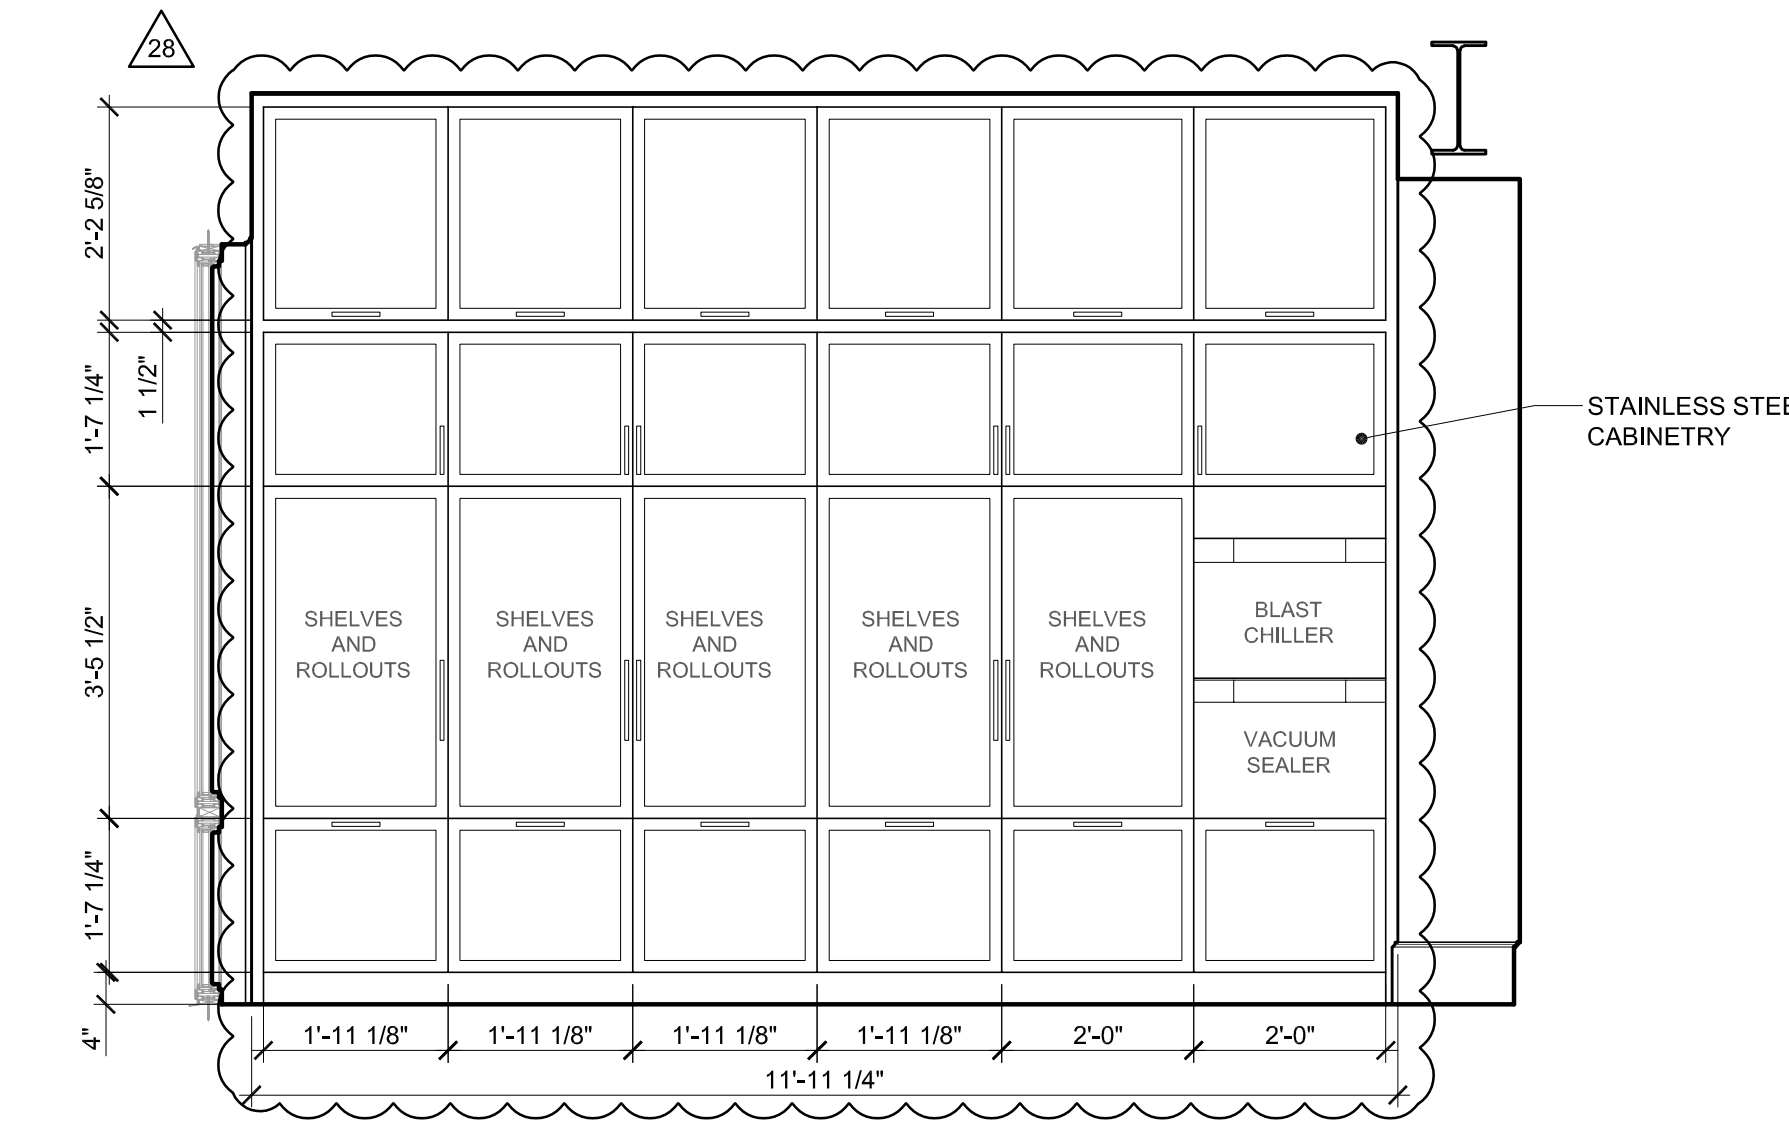 28
2'-2 5/8"
1 1/2"
1'-7 1/4"
3'-5 1/2"
1'-7 1/4"
4"
STAINLESS STEE
CABINETRY
SHELVES
AND
ROLLOUTS
SHELVES
AND
ROLLOUTS
SHELVES
AND
ROLLOUTS
SHELVES
AND
ROLLOUTS
SHELVES
AND
ROLLOUTS
BLAST
CHILLER
VACUUM
SEALER
1'-11 1/8"
1'-11 1/8"
1'-11 1/8"
1'-11 1/8"
2'-0"
2'-0"
11'-11 1/4"